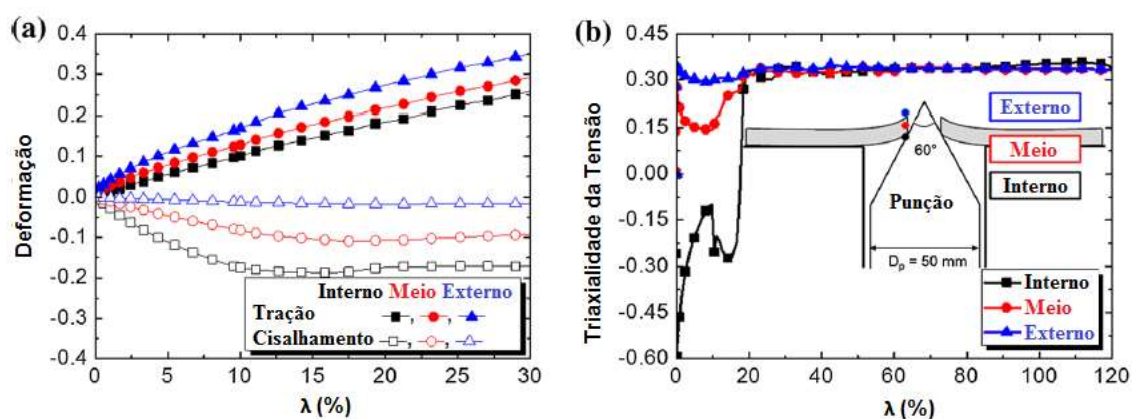 (a)
Deformação
0.4
0.3
0.2
0.1
0.0
-0.1
-0.2
-0.4
Interno Meio Externo
Tração
Cisalhamento
0 5 10 15 20 25 30
λ (%)
(b)
Triaxialidade da Tensão
0.45
0.30
0.15
0.00
-0.15
-0.30
-0.45
-0.60
Externo
Meio
Interno
60°
Punção
Dp = 50 mm
Interno
Meio
Externo
0 20 40 60 80 100 120
λ (%)